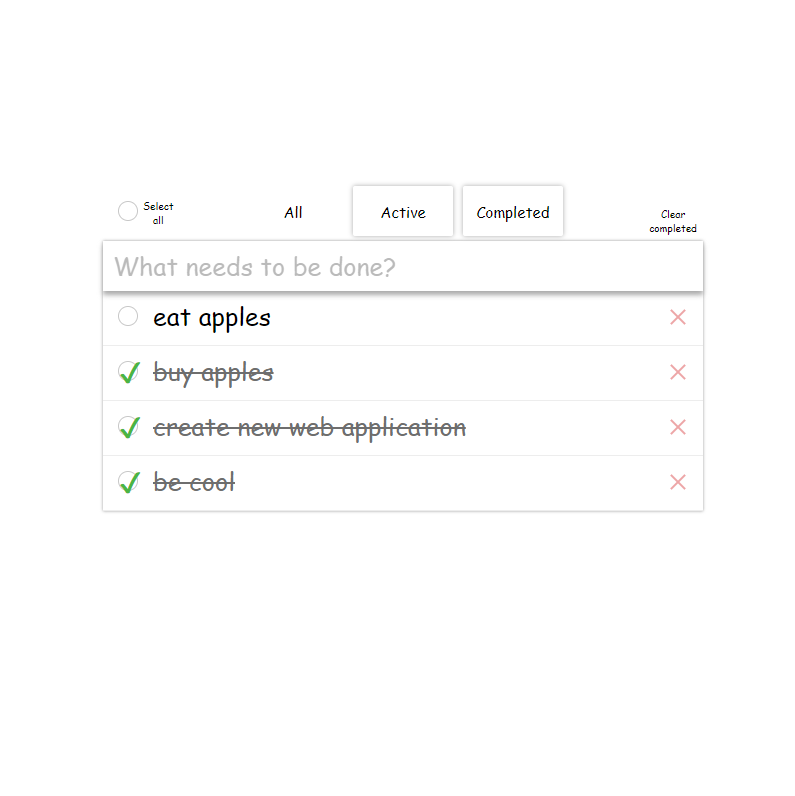 Select
all
All
Active
Completed
Clear
completed
What needs to be done?
eat apples
buy apples
create new web application
be cool